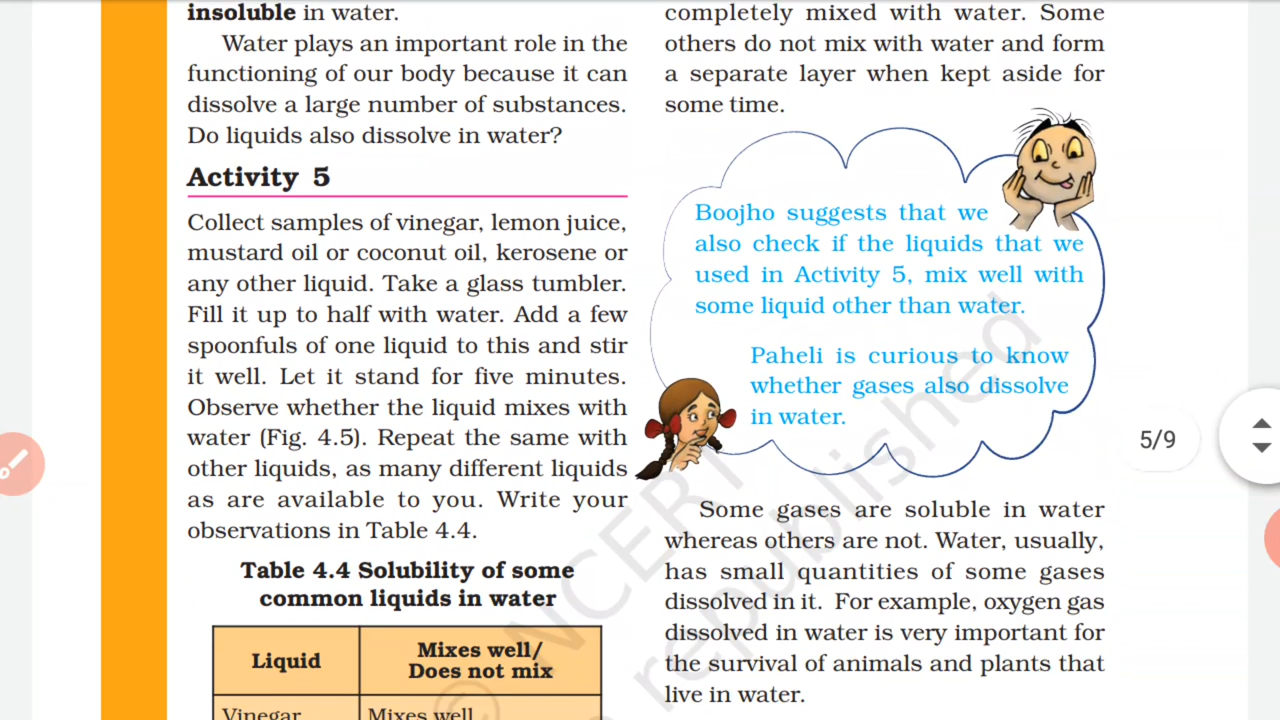 insoluble in water.
Water plays an important role in the
functioning of our body because it can
dissolve a large number of substances.
Do liquids also dissolve in water?
Activity 5
Collect samples of vinegar, lemon juice,
mustard oil or coconut oil, kerosene or
any other liquid. Take a glass tumbler.
Fill it up to half with water. Add a few
spoonfuls of one liquid to this and stir
it well. Let it stand for five minutes.
Observe whether the liquid mixes with
water (Fig. 4.5). Repeat the same with
other liquids, as many different liquids
as are available to you. Write your
observations in Table 4.4.
Table 4.4 Solubility of some
common liquids in water
Liquid
Mixes well/
Does not mix
Vinegar
Mixes well
completely mixed with water. Some
others do not mix with water and form
a separate layer when kept aside for
some time.
Boojho suggests that we
also check if the liquids that we
used in Activity 5, mix well with
some liquid other than water.
Paheli is curious to know
whether gases also dissolve
in water.
Some gases are soluble in water
whereas others are not. Water, usually,
has small quantities of some gases
dissolved in it. For example, oxygen gas
dissolved in water is very important for
the survival of animals and plants that
live in water.
5/9
© NCERT
republished